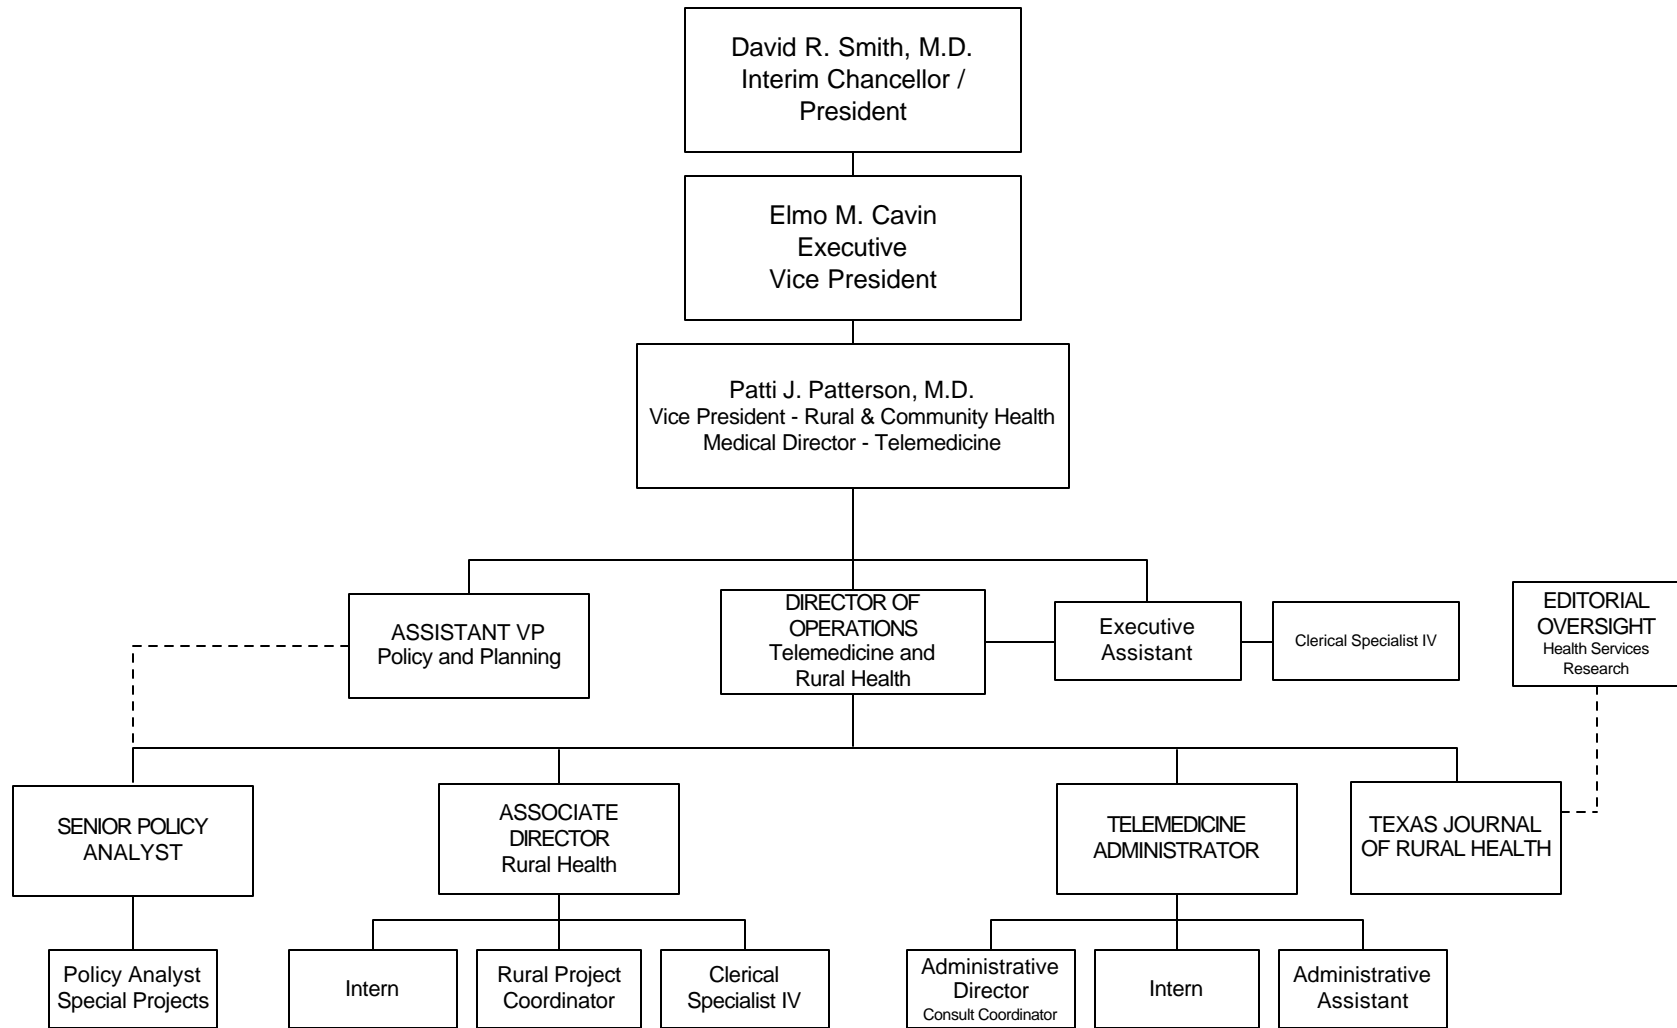 David R. Smith, M.D.
Interim Chancellor /
President
Elmo M. Cavin
Executive
Vice President
Patti J. Patterson, M.D.
Vice President - Rural & Community Health
Medical Director - Telemedicine
ASSISTANT VP
Policy and Planning
DIRECTOR OF
OPERATIONS
Telemedicine and
Rural Health
Executive
Assistant
Clerical Specialist IV
EDITORIAL
OVERSIGHT
Health Services
Research
SENIOR POLICY
ANALYST
ASSOCIATE
DIRECTOR
Rural Health
TELEMEDICINE
ADMINISTRATOR
TEXAS JOURNAL
OF RURAL HEALTH
Policy Analyst
Special Projects
Intern
Rural Project
Coordinator
Clerical
Specialist IV
Administrative
Director
Consult Coordinator
Intern
Administrative
Assistant